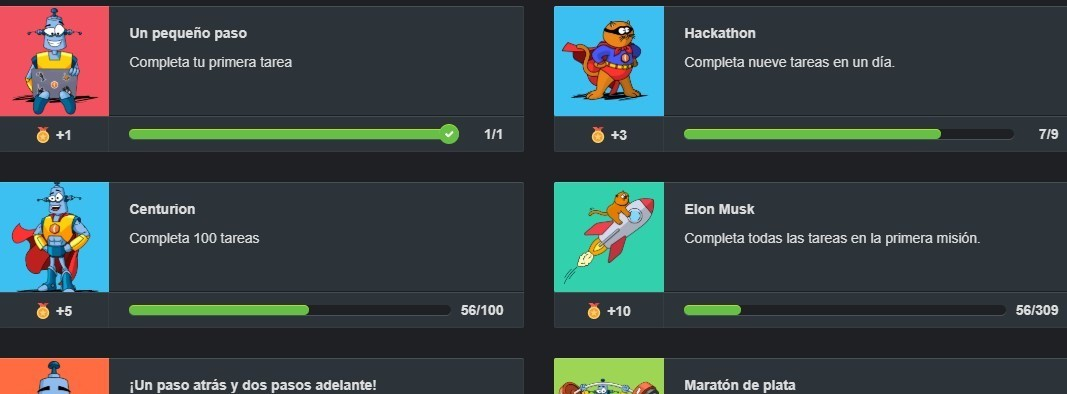 Un pequeño paso
Completa tu primera tarea
+1
1/1
Hackathon
Completa nueve tareas en un día.
+3
7/9
Centurion
Completa 100 tareas
+5
56/100
Elon Musk
Completa todas las tareas en la primera misión.
+10
56/309
¡Un paso atrás y dos pasos adelante!
Maratón de plata